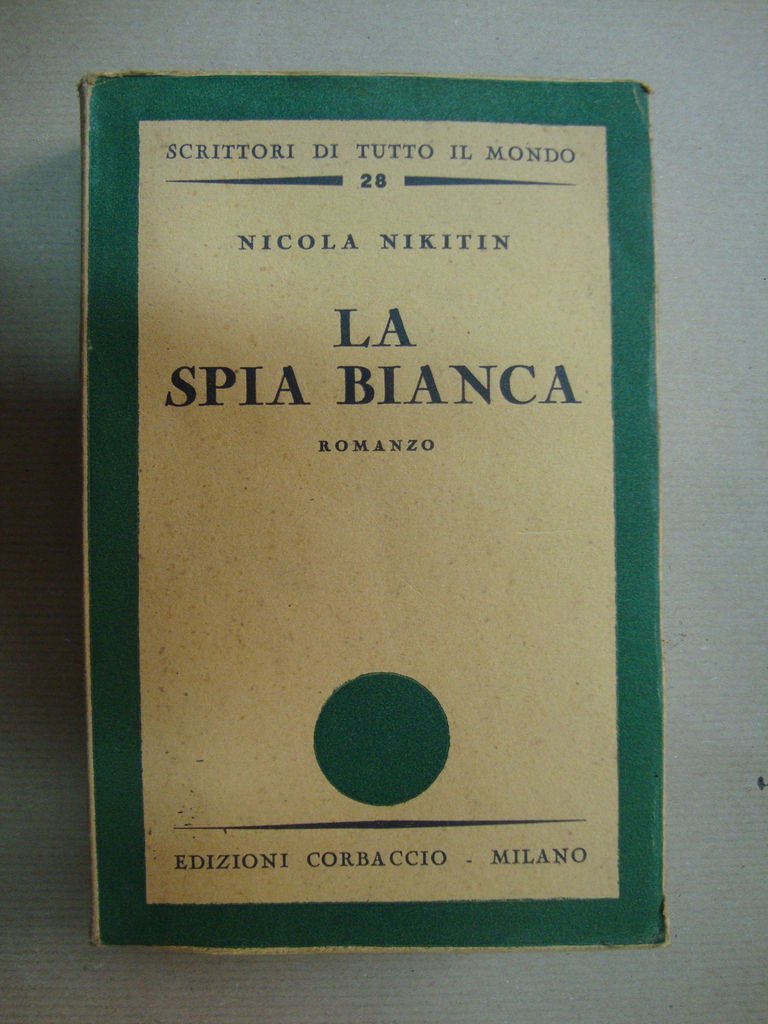 SCRITTORI DI TUTTO IL MONDO
28
NICOLA NIKITIN
LA
SPIA BIANCA
ROMANZO
EDIZIONI CORBACCIO - MILANO